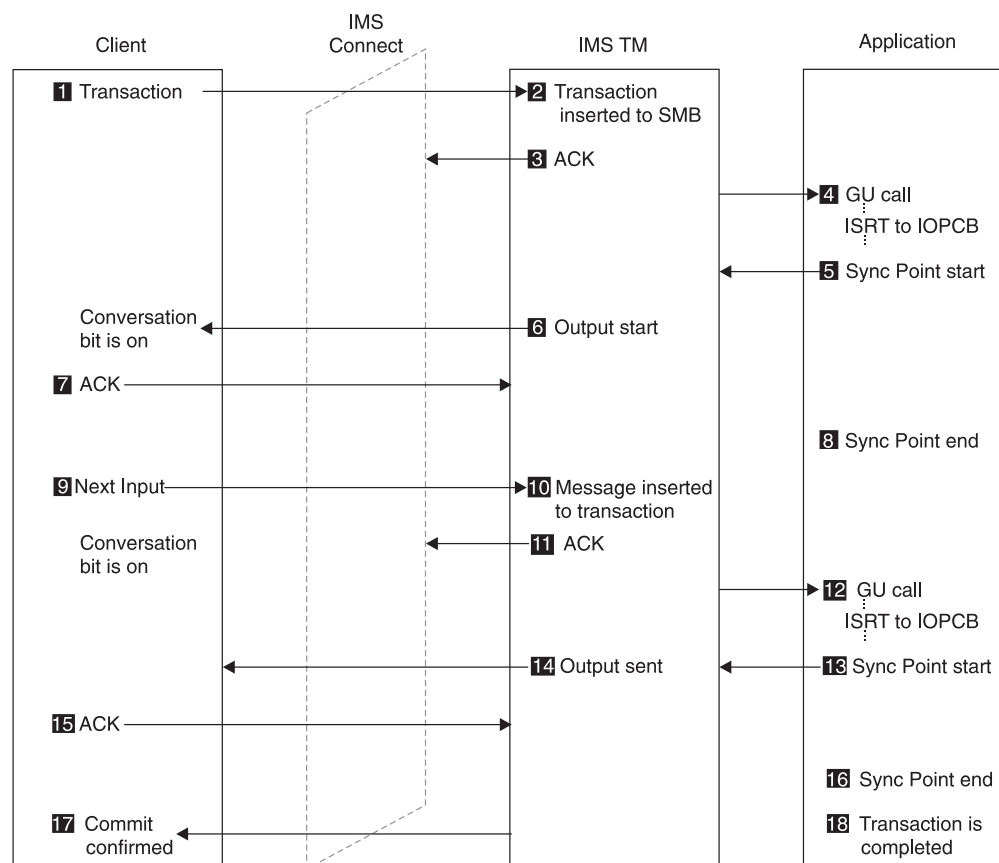 Client
IMS
Connect
IMS TM
Application
1 Transaction
2 Transaction
inserted to SMB
3 ACK
4 GU call
ISRT to IOPCB
5 Sync Point start
Conversation
bit is on
6 Output start
7 ACK
8 Sync Point end
9 Next Input
10 Message inserted
to transaction
Conversation
bit is on
11 ACK
12 GU call
ISRT to IOPCB
13 Sync Point start
14 Output sent
15 ACK
16 Sync Point end
17 Commit
confirmed
18 Transaction is
completed